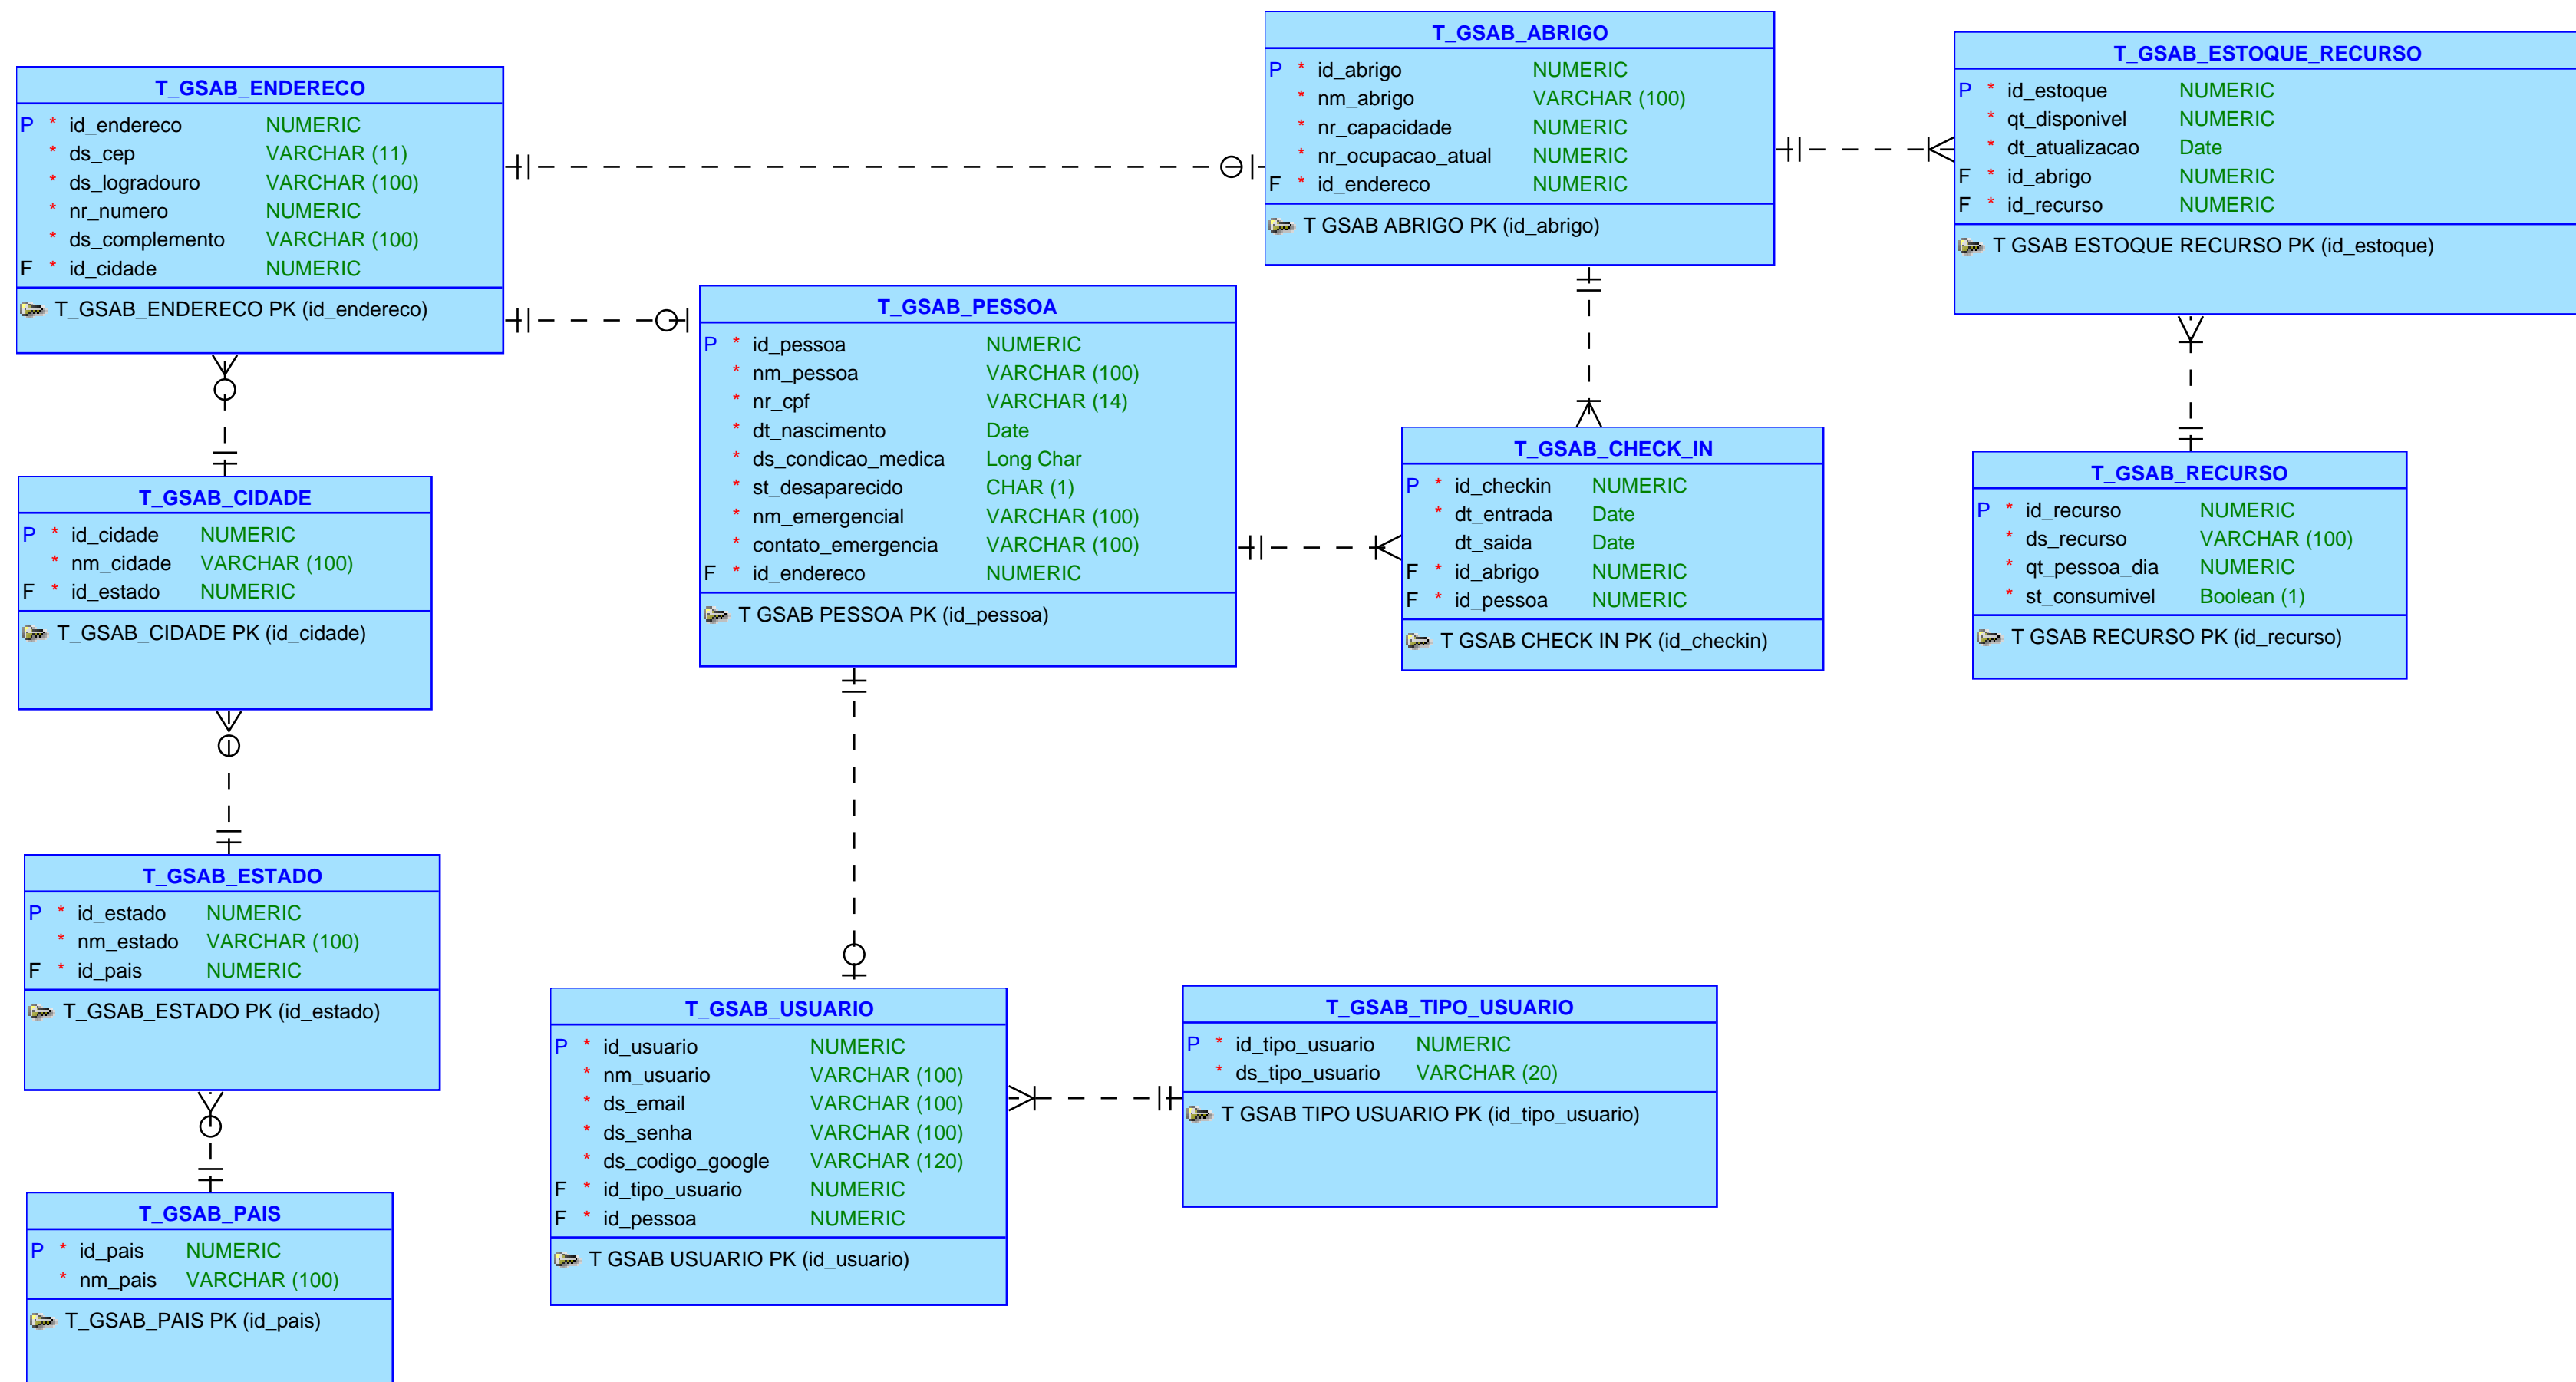 T_GSAB_ENDERECO
P * id_endereco NUMERIC
* ds_cep VARCHAR (11)
* ds_logradouro VARCHAR (100)
* nr_numero NUMERIC
* ds_complemento VARCHAR (100)
F * id_cidade NUMERIC
T_GSAB_ENDERECO PK (id_endereco)
T_GSAB_ABRIGO
P * id_abrigo NUMERIC
* nm_abrigo VARCHAR (100)
* nr_capacidade NUMERIC
* nr_ocupacao_atual NUMERIC
F * id_endereco NUMERIC
T GSAB ABRIGO PK (id_abrigo)
T_GSAB_ESTOQUE_RECURSO
P * id_estoque NUMERIC
* qt_disponivel NUMERIC
* dt_atualizacao Date
F * id_abrigo NUMERIC
F * id_recurso NUMERIC
T GSAB ESTOQUE RECURSO PK (id_estoque)
T_GSAB_PESSOA
P * id_pessoa NUMERIC
* nm_pessoa VARCHAR (100)
* nr_cpf VARCHAR (14)
* dt_nascimento Date
* ds_condicao_medica Long Char
* st_desaparecido CHAR (1)
* nm_emergencial VARCHAR (100)
* contato_emergencia VARCHAR (100)
F * id_endereco NUMERIC
T GSAB PESSOA PK (id_pessoa)
T_GSAB_CHECK_IN
P * id_checkin NUMERIC
* dt_entrada Date
dt_saida Date
F * id_abrigo NUMERIC
F * id_pessoa NUMERIC
T GSAB CHECK IN PK (id_checkin)
T_GSAB_RECURSO
P * id_recurso NUMERIC
* ds_recurso VARCHAR (100)
* qt_pessoa_dia NUMERIC
* st_consumivel Boolean (1)
T GSAB RECURSO PK (id_recurso)
T_GSAB_CIDADE
P * id_cidade NUMERIC
* nm_cidade VARCHAR (100)
F * id_estado NUMERIC
T_GSAB_CIDADE PK (id_cidade)
T_GSAB_ESTADO
P * id_estado NUMERIC
* nm_estado VARCHAR (100)
F * id_pais NUMERIC
T_GSAB_ESTADO PK (id_estado)
T_GSAB_USUARIO
P * id_usuario NUMERIC
* nm_usuario VARCHAR (100)
* ds_email VARCHAR (100)
* ds_senha VARCHAR (100)
* ds_codigo_google VARCHAR (120)
F * id_tipo_usuario NUMERIC
F * id_pessoa NUMERIC
T GSAB USUARIO PK (id_usuario)
T_GSAB_TIPO_USUARIO
P * id_tipo_usuario NUMERIC
* ds_tipo_usuario VARCHAR (20)
T GSAB TIPO USUARIO PK (id_tipo_usuario)
T_GSAB_PAIS
P * id_pais NUMERIC
* nm_pais VARCHAR (100)
T_GSAB_PAIS PK (id_pais)